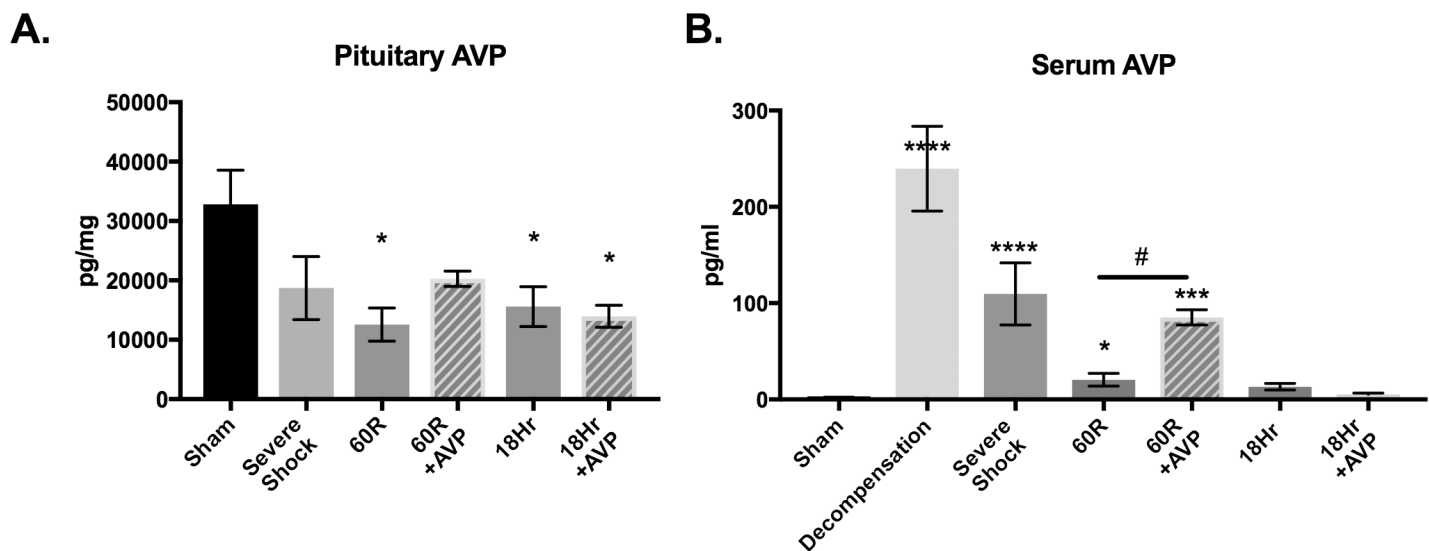 A.
Pituitary AVP
pg/mg
50000
40000
30000
20000
10000
0
*
*
*
Sham
Severe
Shock
60R
60R
+AVP
18Hr
18Hr
+AVP
B.
Serum AVP
pg/ml
300
200
100
0
****
****
*
#
***
Sham
Decompensation
Severe
Shock
60R
60R
+AVP
18Hr
18Hr
+AVP